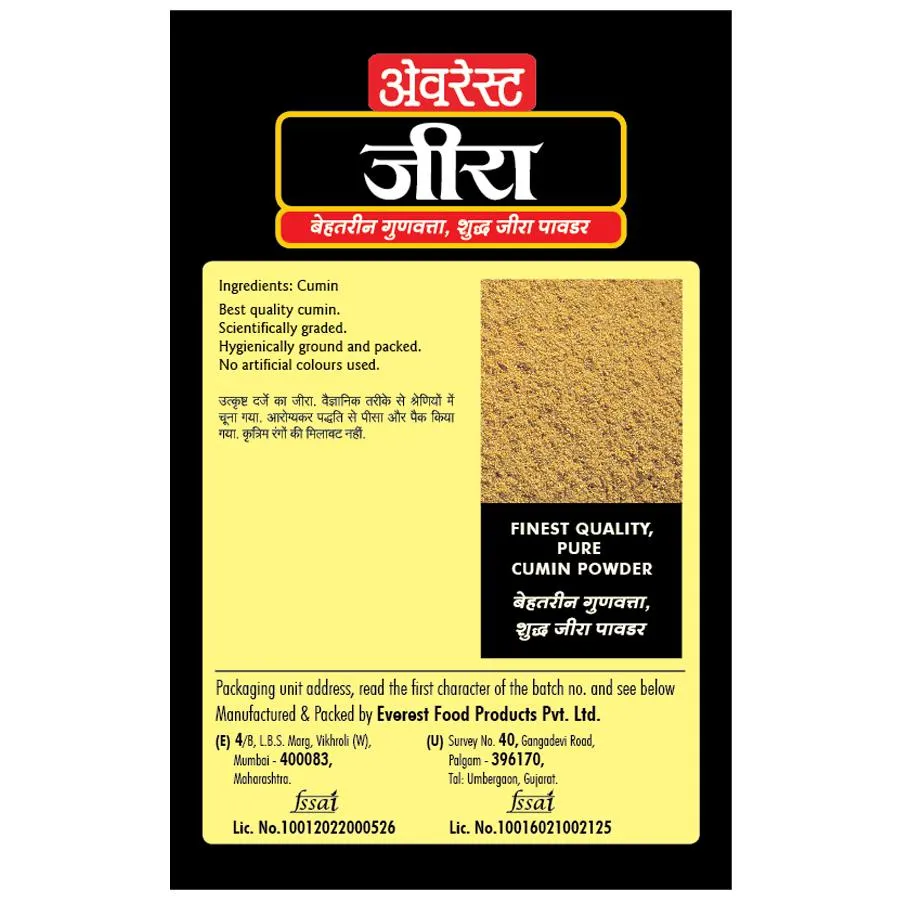 अेवरेस्ट
जीरा
बेहतरीन गुणवत्ता, शुद्ध जीरा पावडर
Ingredients: Cumin
Best quality cumin.
Scientifically graded.
Hygienically ground and packed.
No artificial colours used.
उत्कृष्ट दर्जे का जीरा. वैज्ञानिक तरीके से श्रेणियों में
चूना गया. आरोग्यकर पद्धति से पीसा और पैक किया
गया. कृत्रिम रंगों की मिलावट नहीं.
FINEST QUALITY,
PURE
CUMIN POWDER
बेहतरीन गुणवत्ता,
शुद्ध जीरा पावडर
Packaging unit address, read the first character of the batch no. and see below
Manufactured & Packed by Everest Food Products Pvt. Ltd.
(E) 4/B, L.B.S. Marg, Vikhroli (W),
Mumbai - 400083,
Maharashtra.
fssai
Lic. No.10012022000526
(U) Survey No. 40, Gangadevi Road,
Palgam - 396170,
Tal: Umbergaon, Gujarat.
fssai
Lic. No.10016021002125